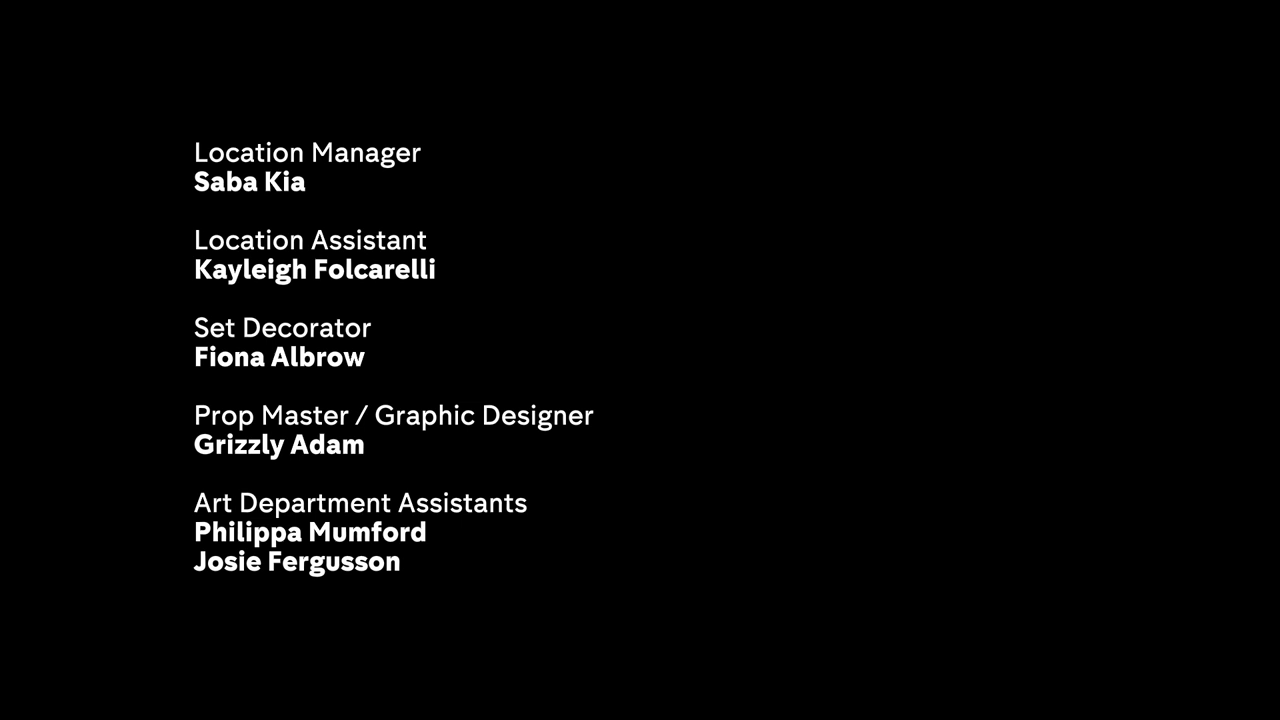 Location Manager
Saba Kia
Location Assistant
Kayleigh Folcarelli
Set Decorator
Fiona Albrow
Prop Master / Graphic Designer
Grizzly Adam
Art Department Assistants
Philippa Mumford
Josie Fergusson